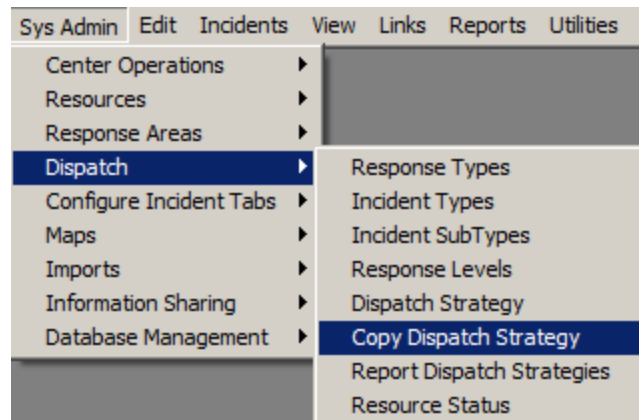 Sys Admin Edit Incidents View Links Reports Utilities
Center Operations
Resources
Response Areas
Dispatch
Configure Incident Tabs
Maps
Imports
Information Sharing
Database Management
Response Types
Incident Types
Incident SubTypes
Response Levels
Dispatch Strategy
Copy Dispatch Strategy
Report Dispatch Strategies
Resource Status